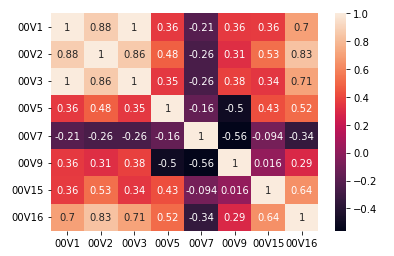 00V1 1 0.88 1 0.36 -0.21 0.36 0.36 0.7
00V2 0.88 1 0.86 0.48 -0.26 0.31 0.53 0.83
00V3 1 0.86 1 0.35 -0.26 0.38 0.34 0.71
00V5 0.36 0.48 0.35 1 -0.16 -0.5 0.43 0.52
00V7 -0.21 -0.26 -0.26 -0.16 1 -0.56 -0.094 -0.34
00V9 0.36 0.31 0.38 -0.5 -0.56 1 0.016 0.29
00V15 0.36 0.53 0.34 0.43 -0.094 0.016 1 0.64
00V16 0.7 0.83 0.71 0.52 -0.34 0.29 0.64 1
00V1 00V2 00V3 00V5 00V7 00V9 00V15 00V16
1.0
0.8
0.6
0.4
0.2
0.0
−0.2
−0.4